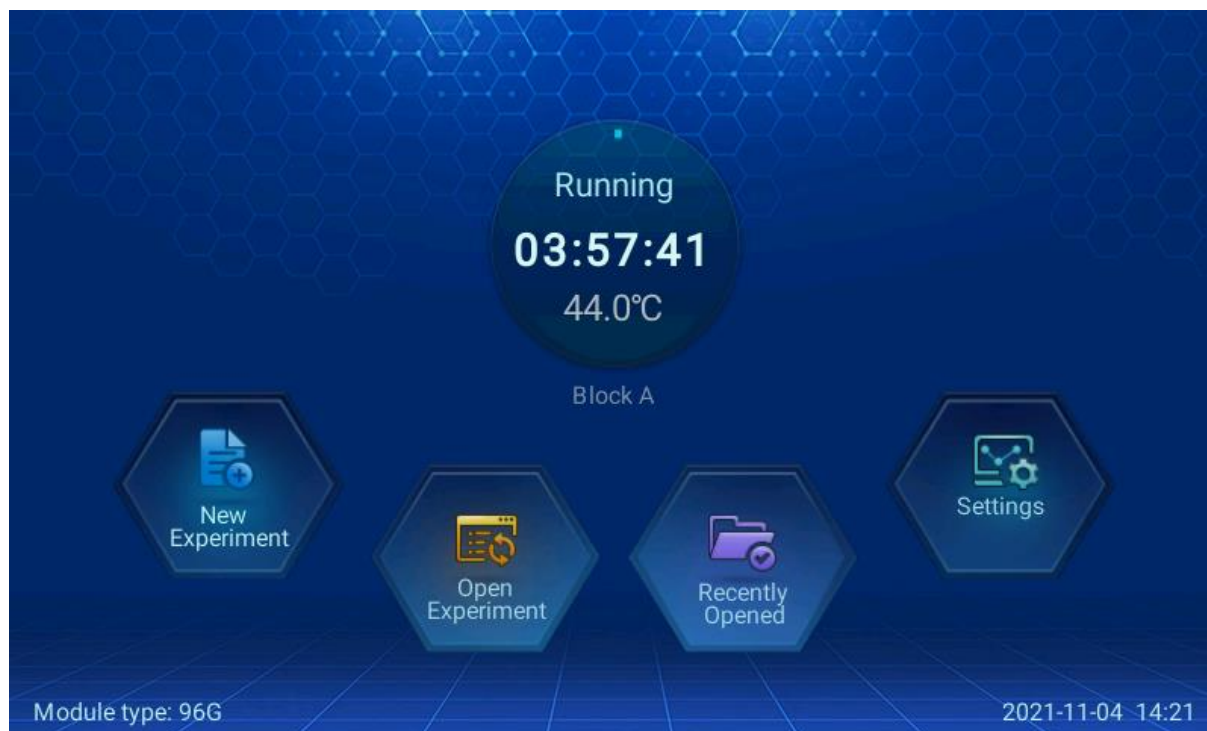 Running
03:57:41
44.0℃
Block A
New
Experiment
Open
Experiment
Recently
Opened
Settings
Module type: 96G
2021-11-04 14:21